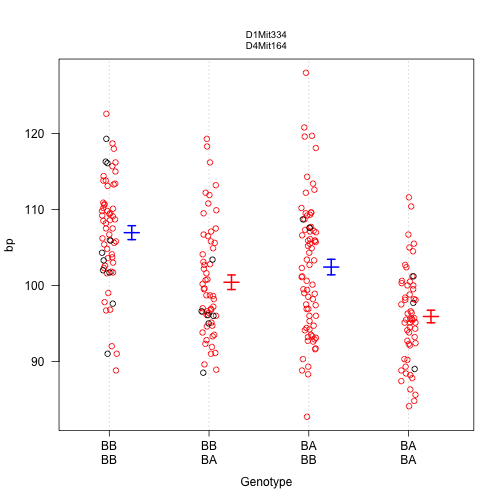 D1Mit334
D4Mit164
120
110
100
90
bp
BB BB BA BA
BB BA BB BA
Genotype